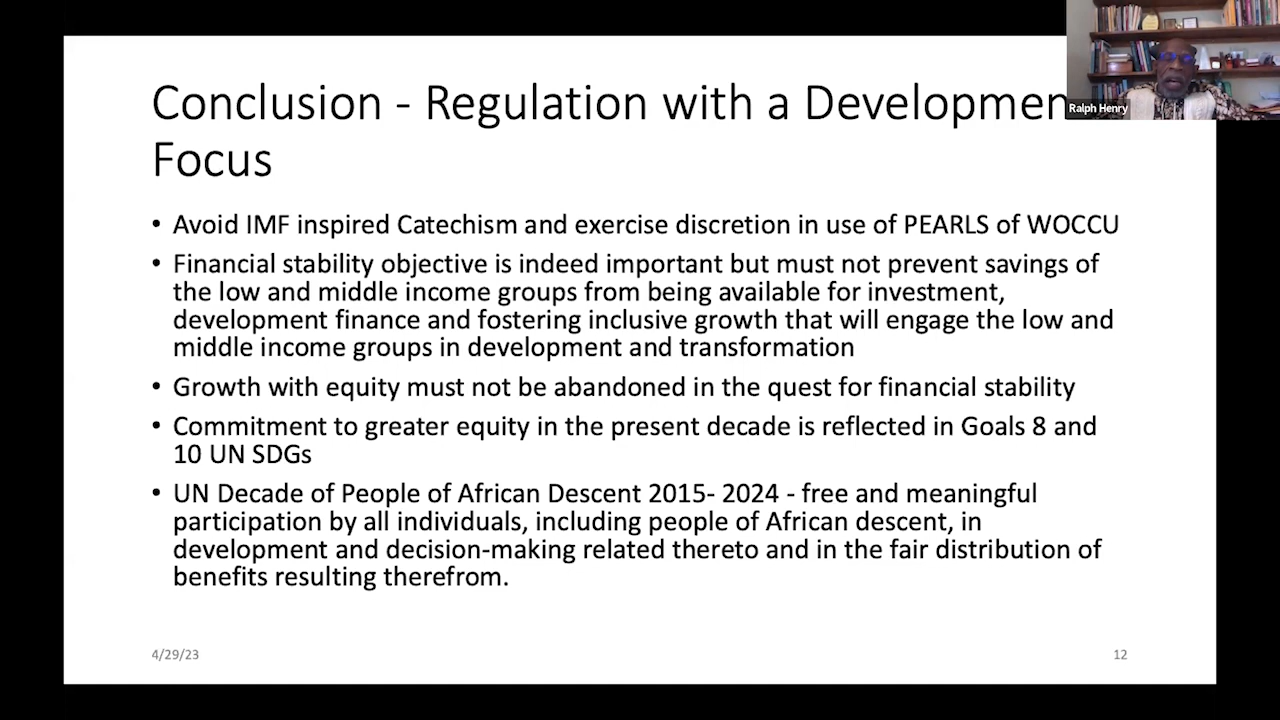 Conclusion - Regulation with a Developmen
Focus
Ralph Henry
• Avoid IMF inspired Catechism and exercise discretion in use of PEARLS of WOCCU
• Financial stability objective is indeed important but must not prevent savings of
the low and middle income groups from being available for investment,
development finance and fostering inclusive growth that will engage the low and
middle income groups in development and transformation
• Growth with equity must not be abandoned in the quest for financial stability
• Commitment to greater equity in the present decade is reflected in Goals 8 and
10 UN SDGs
• UN Decade of People of African Descent 2015- 2024 - free and meaningful
participation by all individuals, including people of African descent, in
development and decision-making related thereto and in the fair distribution of
benefits resulting therefrom.
4/29/23
12